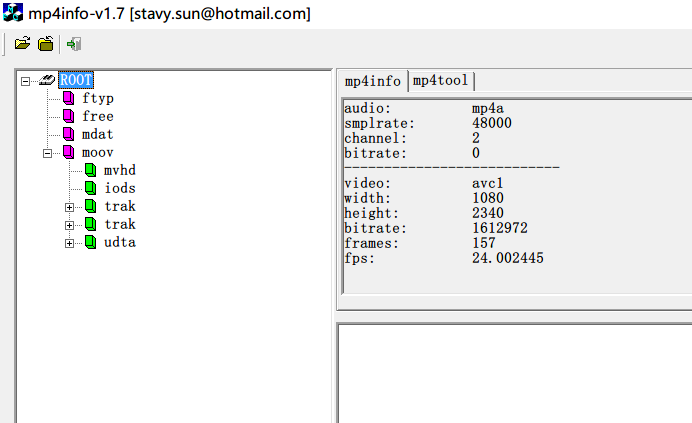 mp4info-v1.7 [stavy.sun@hotmail.com]
ROOT
ftyp
free
mdat
moov
mvhd
iods
trak
trak
udta
mp4info mp4tool
audio: mp4a
smplrate: 48000
channel: 2
bitrate: 0
---------------------------
video: avc1
width: 1080
height: 2340
bitrate: 1612972
frames: 157
fps: 24.002445